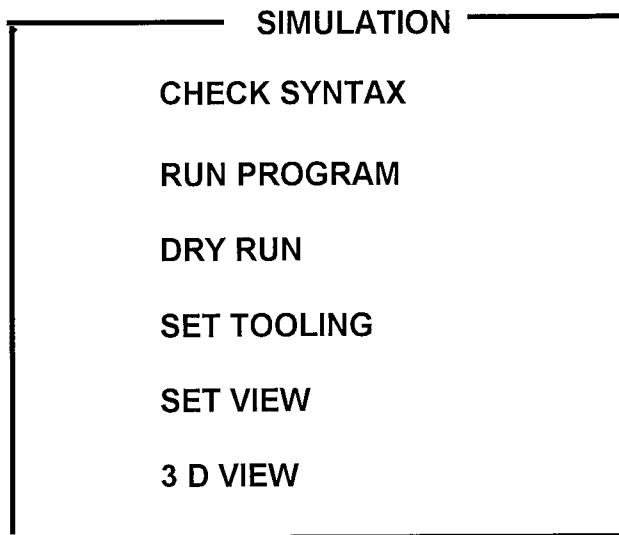 SIMULATION
CHECK SYNTAX
RUN PROGRAM
DRY RUN
SET TOOLING
SET VIEW
3 D VIEW